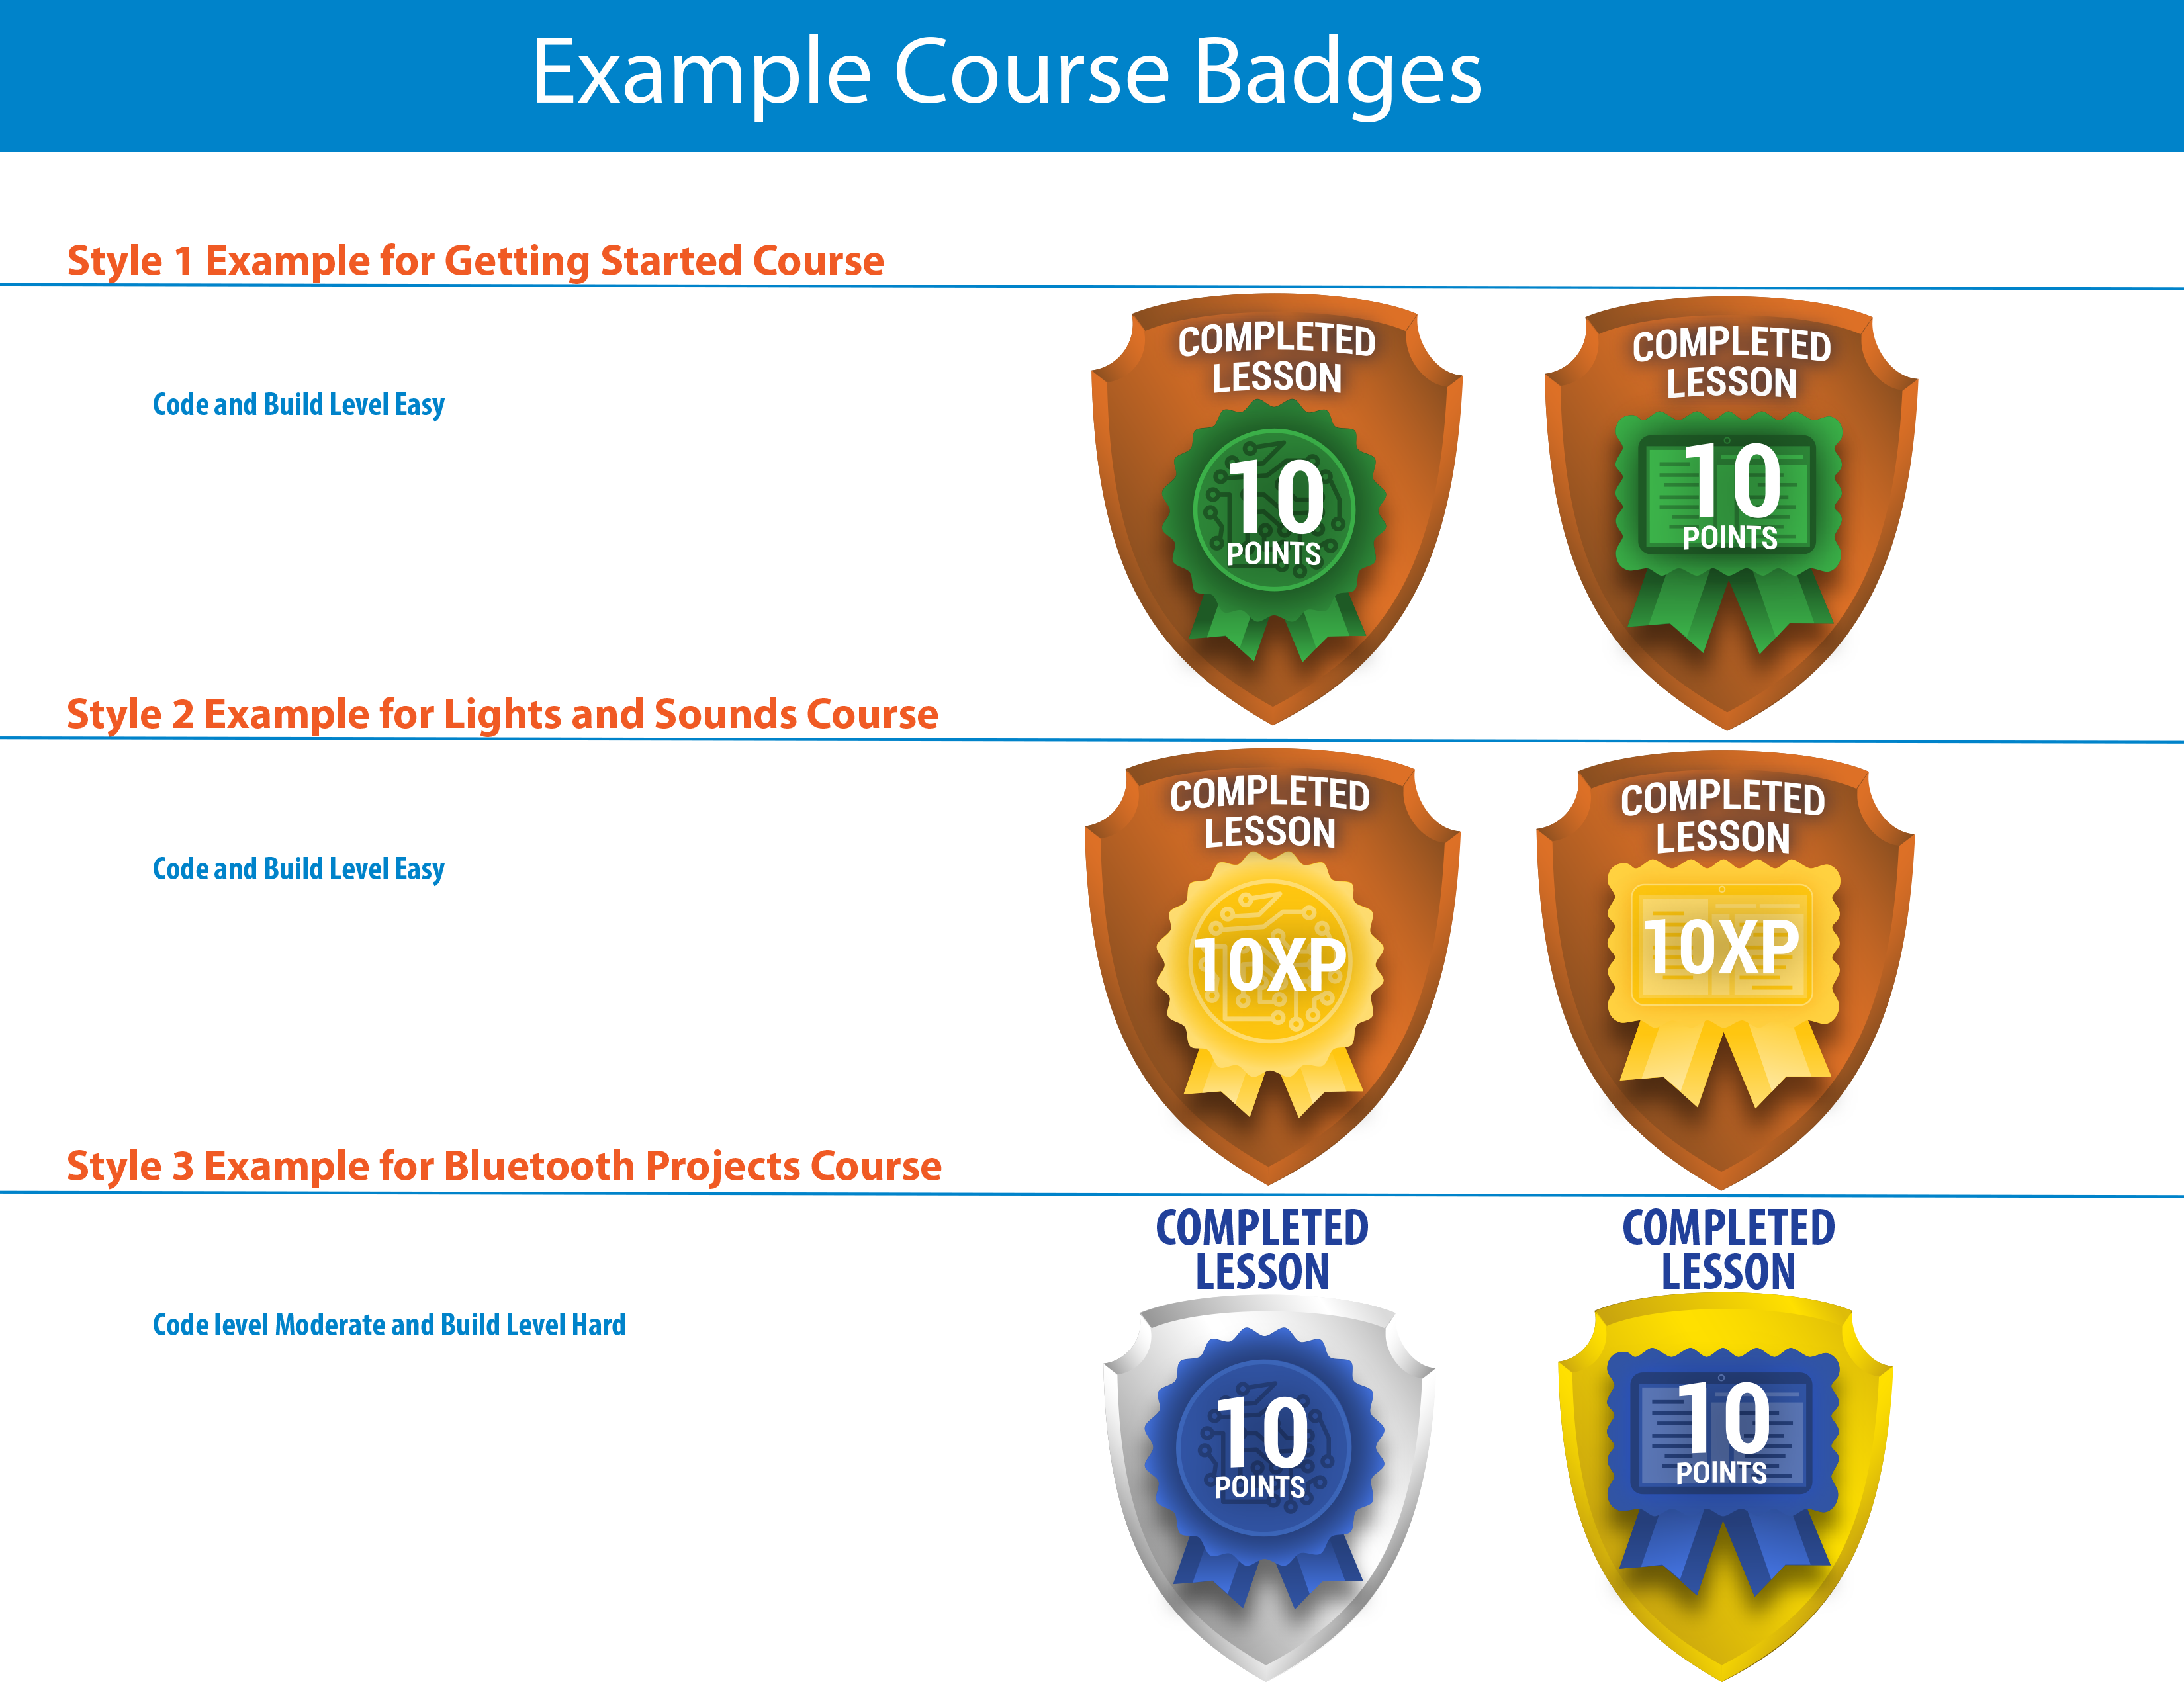 Example Course Badges
Style 1 Example for Getting Started Course
Code and Build Level Easy
COMPLETED
LESSON
10
POINTS
COMPLETED
LESSON
10
POINTS
Style 2 Example for Lights and Sounds Course
Code and Build Level Easy
COMPLETED
LESSON
10XP
COMPLETED
LESSON
10XP
Style 3 Example for Bluetooth Projects Course
Code level Moderate and Build Level Hard
COMPLETED
LESSON
10
POINTS
COMPLETED
LESSON
10
POINTS